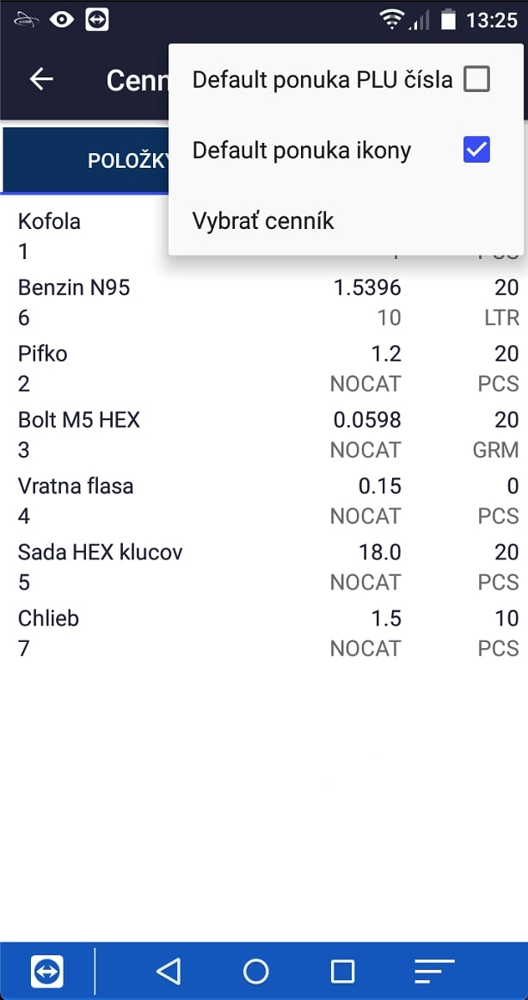 13:25
Cenn
Default ponuka PLU čísla
Default ponuka ikony
Vybrať cenník
POLOŽKY
Kofola
1
Benzin N95 1.5396 20
6 10 LTR
Pifko 1.2 20
2 NOCAT PCS
Bolt M5 HEX 0.0598 20
3 NOCAT GRM
Vratna flasa 0.15 0
4 NOCAT PCS
Sada HEX klucov 18.0 20
5 NOCAT PCS
Chlieb 1.5 10
7 NOCAT PCS